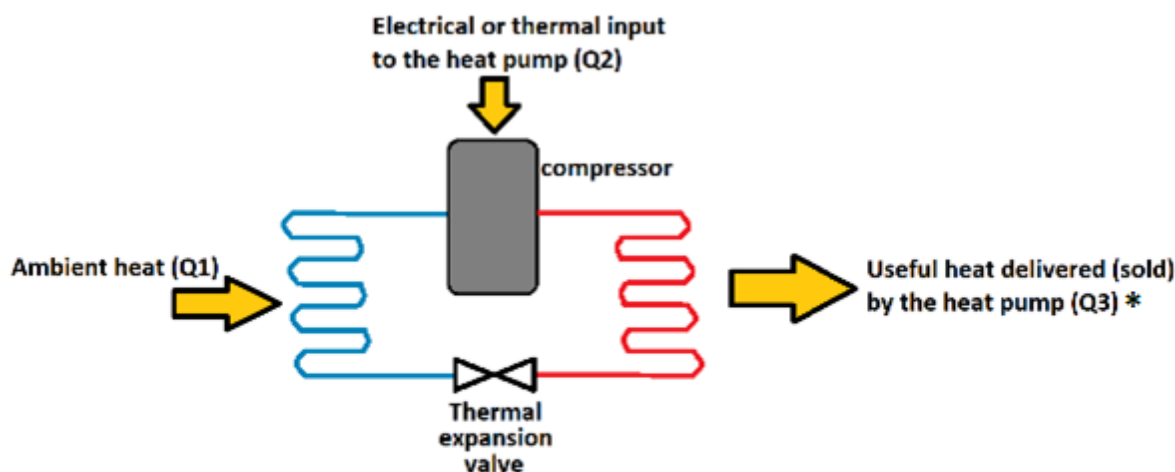 Electrical or thermal input
to the heat pump (Q2)
compressor
Ambient heat (Q1)
Useful heat delivered (sold)
by the heat pump (Q3) *
Thermal
expansion
valve